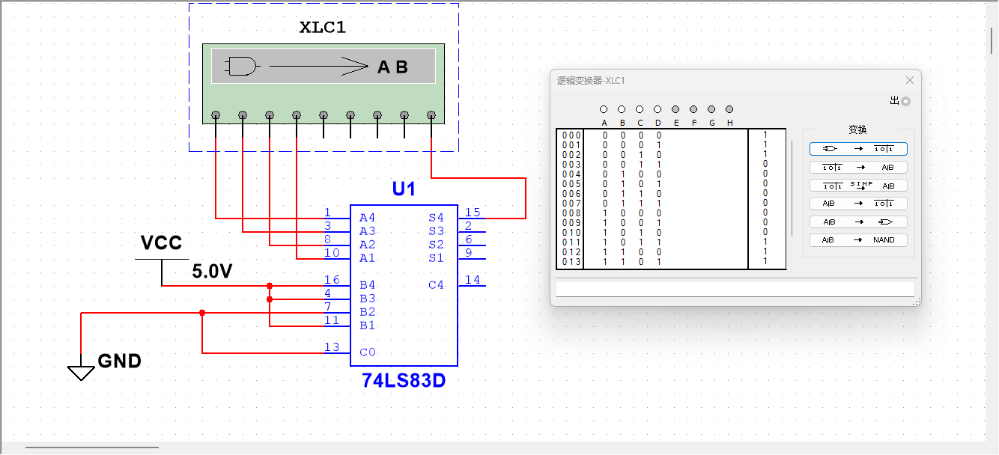 XLC1
A B
U1
1 A4 S4 15
3 A3 S3 2
8 A2 S2 6
10 A1 S1 9
16 B4 C4 14
4 B3
7 B2
11 B1
13 C0
74LS83D
VCC
5.0V
GND
逻辑变换器-XLC1
出
A B C D E F G H
000 0 0 0 0 1
001 0 0 0 1 1
002 0 0 1 0 1
003 0 0 1 1 0
004 0 1 0 0 0
005 0 1 0 1 0
006 0 1 1 0 0
007 0 1 1 1 0
008 1 0 0 0 0
009 1 0 0 1 0
010 1 0 1 0 0
011 1 0 1 1 1
012 1 1 0 0 1
013 1 1 0 1 1
变换
→ 1 0 1 1
1 0 1 1 → A|B
1 0 1 1 SIMP → A|B
A|B → 1 0 1 1
A|B →
A|B → NAND